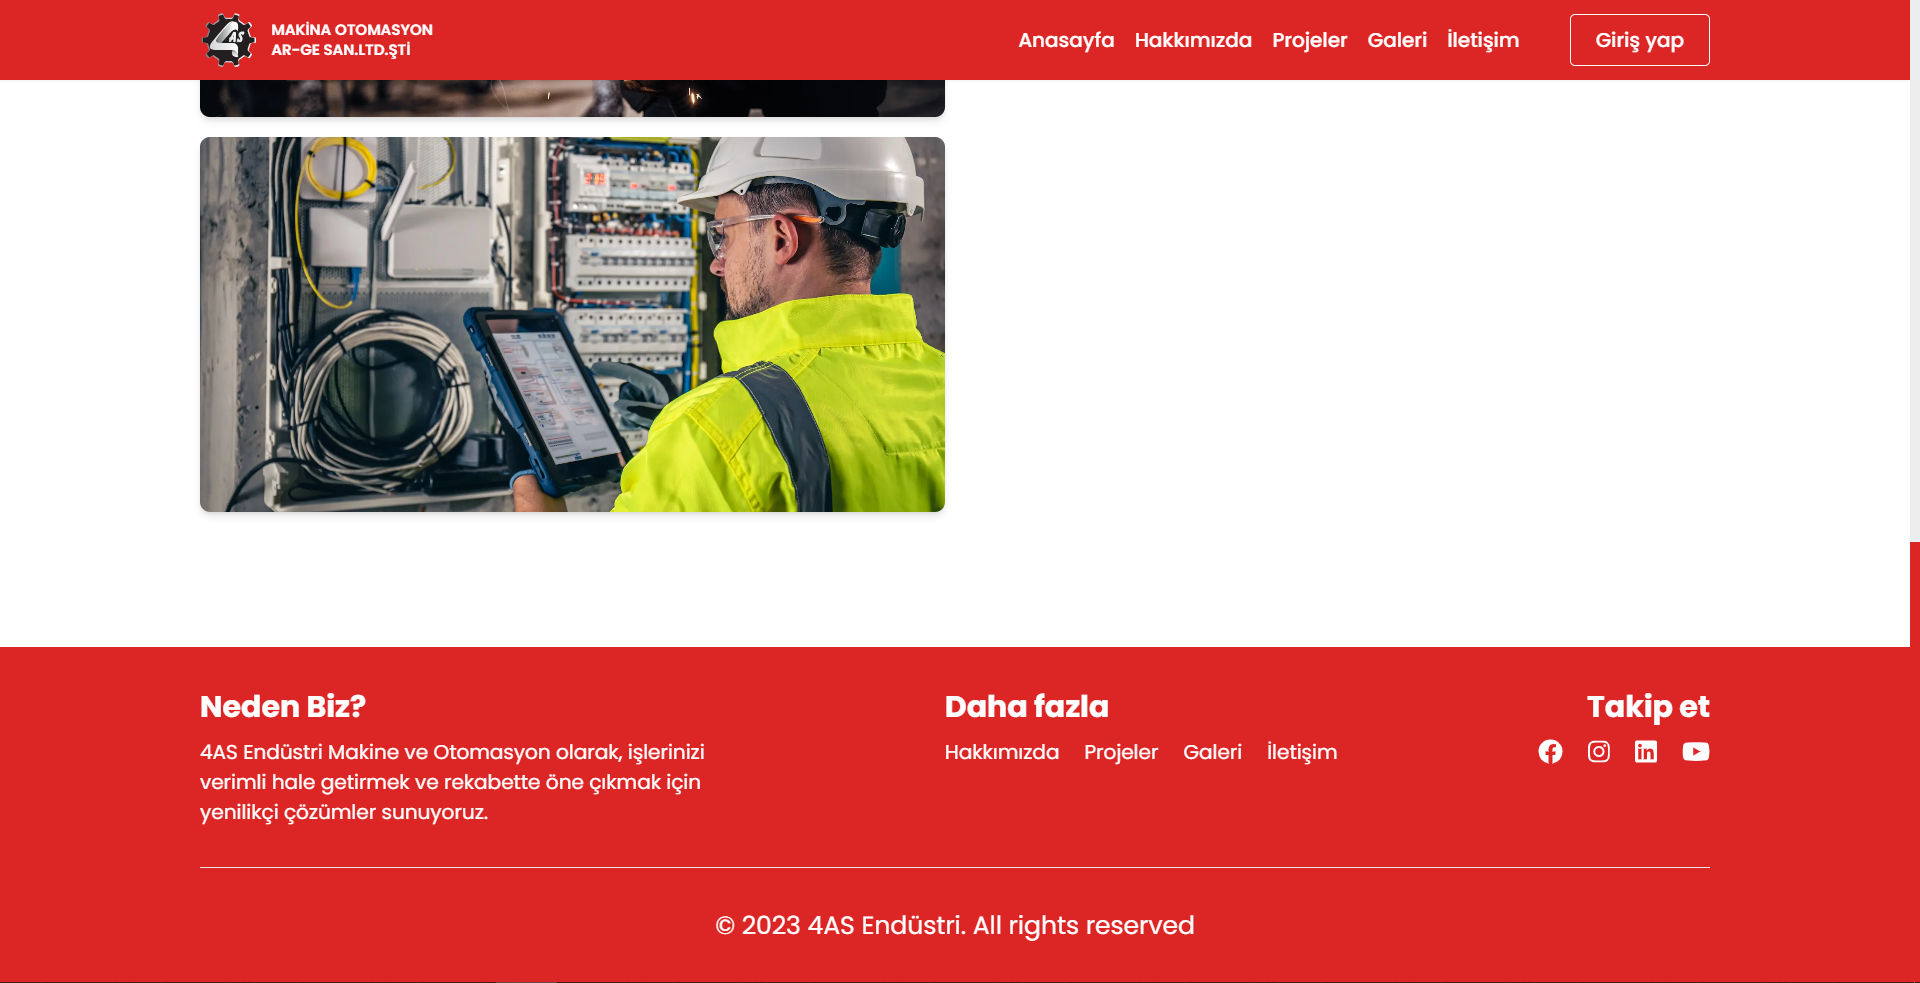 4AS
MAKİNA OTOMASYON
AR-GE SAN.LTD.ŞTİ
Anasayfa Hakkımızda Projeler Galeri İletişim Giriş yap
Neden Biz?
4AS Endüstri Makine ve Otomasyon olarak, işlerinizi
verimli hale getirmek ve rekabette öne çıkmak için
yenilikçi çözümler sunuyoruz.
Daha fazla
Hakkımızda Projeler Galeri İletişim
Takip et
© 2023 4AS Endüstri. All rights reserved